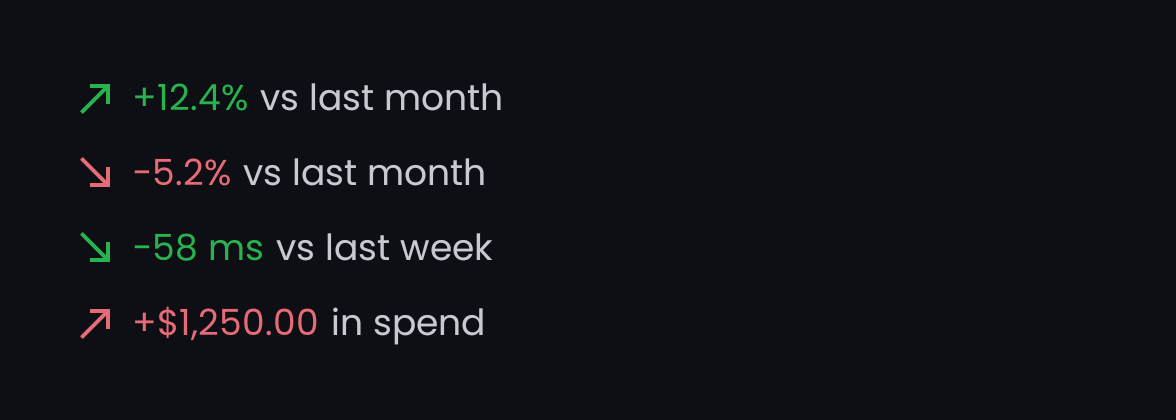 +12.4% vs last month
-5.2% vs last month
-58 ms vs last week
+$1,250.00 in spend